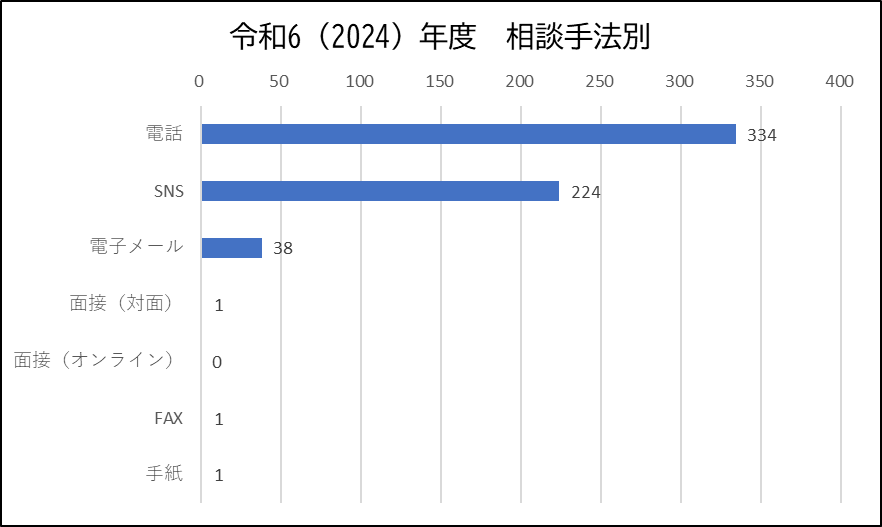 令和6（2024）年度　相談手法別
0 50 100 150 200 250 300 350 400
電話 334
SNS 224
電子メール 38
面接（対面） 1
面接（オンライン） 0
FAX 1
手紙 1